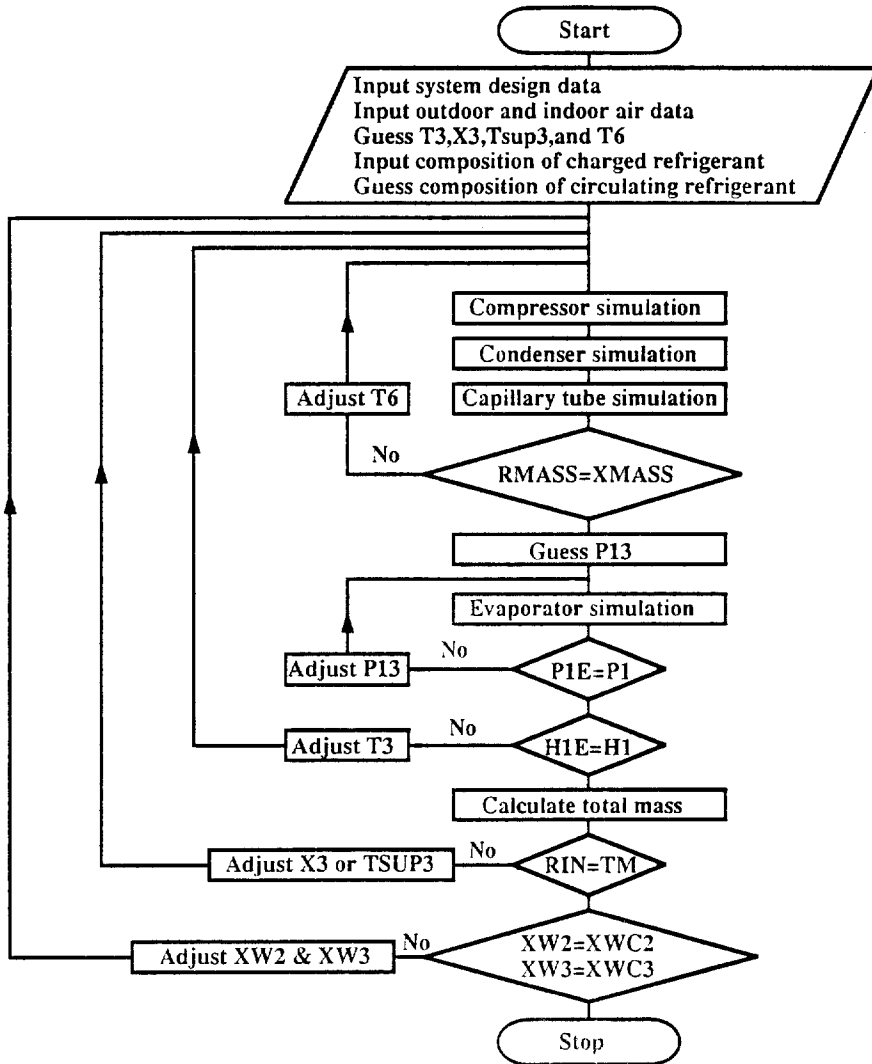 Start
Input system design data
Input outdoor and indoor air data
Guess T3,X3,Tsup3,and T6
Input composition of charged refrigerant
Guess composition of circulating refrigerant
Compressor simulation
Condenser simulation
Adjust T6
Capillary tube simulation
No
RMASS=XMASS
Guess P13
Evaporator simulation
No
Adjust P13
P1E=P1
No
Adjust T3
H1E=H1
Calculate total mass
No
Adjust X3 or TSUP3
RIN=TM
No
XW2=XWC2
Adjust XW2 & XW3
XW3=XWC3
Stop